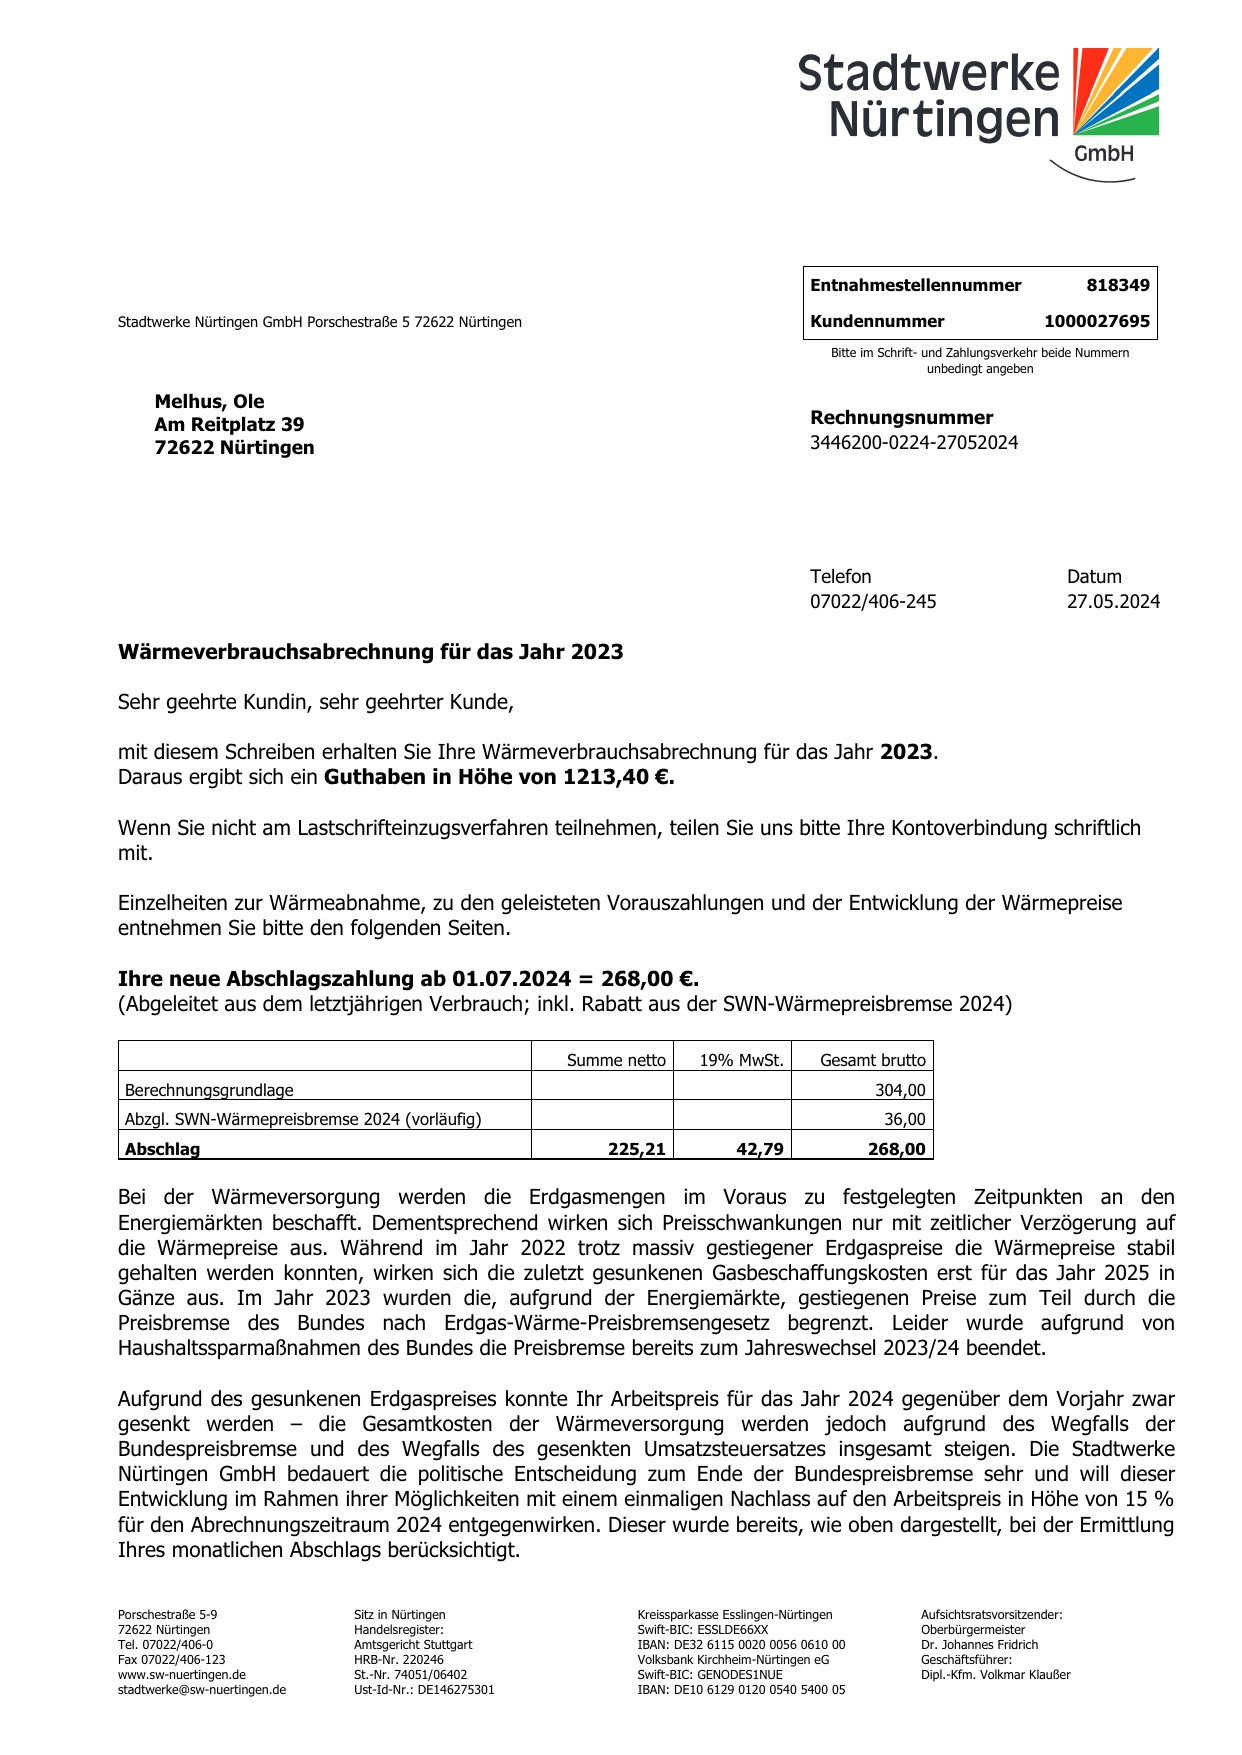 Stadtwerke
Nürtingen
GmbH
Entnahmestellennummer 818349
Kundennummer 1000027695
Stadtwerke Nürtingen GmbH Porschestraße 5 72622 Nürtingen
Bitte im Schrift- und Zahlungsverkehr beide Nummern
unbedingt angeben
Melhus, Ole
Am Reitplatz 39
72622 Nürtingen
Rechnungsnummer
3446200-0224-27052024
Telefon Datum
07022/406-245 27.05.2024
Wärmeverbrauchsabrechnung für das Jahr 2023
Sehr geehrte Kundin, sehr geehrter Kunde,
mit diesem Schreiben erhalten Sie Ihre Wärmeverbrauchsabrechnung für das Jahr 2023.
Daraus ergibt sich ein Guthaben in Höhe von 1213,40 €.
Wenn Sie nicht am Lastschrifteinzugsverfahren teilnehmen, teilen Sie uns bitte Ihre Kontoverbindung schriftlich
mit.
Einzelheiten zur Wärmeabnahme, zu den geleisteten Vorauszahlungen und der Entwicklung der Wärmepreise
entnehmen Sie bitte den folgenden Seiten.
Ihre neue Abschlagszahlung ab 01.07.2024 = 268,00 €.
(Abgeleitet aus dem letztjährigen Verbrauch; inkl. Rabatt aus der SWN-Wärmepreisbremse 2024)
Summe netto 19% MwSt. Gesamt brutto
Berechnungsgrundlage 304,00
Abzgl. SWN-Wärmepreisbremse 2024 (vorläufig) 36,00
Abschlag 225,21 42,79 268,00
Bei der Wärmeversorgung werden die Erdgasmengen im Voraus zu festgelegten Zeitpunkten an den
Energiemärkten beschafft. Dementsprechend wirken sich Preisschwankungen nur mit zeitlicher Verzögerung auf
die Wärmepreise aus. Während im Jahr 2022 trotz massiv gestiegener Erdgaspreise die Wärmepreise stabil
gehalten werden konnten, wirken sich die zuletzt gesunkenen Gasbeschaffungskosten erst für das Jahr 2025 in
Gänze aus. Im Jahr 2023 wurden die, aufgrund der Energiemärkte, gestiegenen Preise zum Teil durch die
Preisbremse des Bundes nach Erdgas-Wärme-Preisbremsengesetz begrenzt. Leider wurde aufgrund von
Haushaltssparmaßnahmen des Bundes die Preisbremse bereits zum Jahreswechsel 2023/24 beendet.
Aufgrund des gesunkenen Erdgaspreises konnte Ihr Arbeitspreis für das Jahr 2024 gegenüber dem Vorjahr zwar
gesenkt werden – die Gesamtkosten der Wärmeversorgung werden jedoch aufgrund des Wegfalls der
Bundespreisbremse und des Wegfalls des gesenkten Umsatzsteuersatzes insgesamt steigen. Die Stadtwerke
Nürtingen GmbH bedauert die politische Entscheidung zum Ende der Bundespreisbremse sehr und will dieser
Entwicklung im Rahmen ihrer Möglichkeiten mit einem einmaligen Nachlass auf den Arbeitspreis in Höhe von 15 %
für den Abrechnungszeitraum 2024 entgegenwirken. Dieser wurde bereits, wie oben dargestellt, bei der Ermittlung
Ihres monatlichen Abschlags berücksichtigt.
Porschestraße 5-9
72622 Nürtingen
Tel. 07022/406-0
Fax 07022/406-123
www.sw-nuertingen.de
stadtwerke@sw-nuertingen.de
Sitz in Nürtingen
Handelsregister:
Amtsgericht Stuttgart
HRB-Nr. 220246
St.-Nr. 74051/06402
Ust-Id-Nr.: DE146275301
Kreissparkasse Esslingen-Nürtingen
Swift-BIC: ESSLDE66XX
IBAN: DE32 6115 0020 0056 0610 00
Volksbank Kirchheim-Nürtingen eG
Swift-BIC: GENODES1NUE
IBAN: DE10 6129 0120 0540 5400 05
Aufsichtsratsvorsitzender:
Oberbürgermeister
Dr. Johannes Fridrich
Geschäftsführer:
Dipl.-Kfm. Volkmar Klaußer